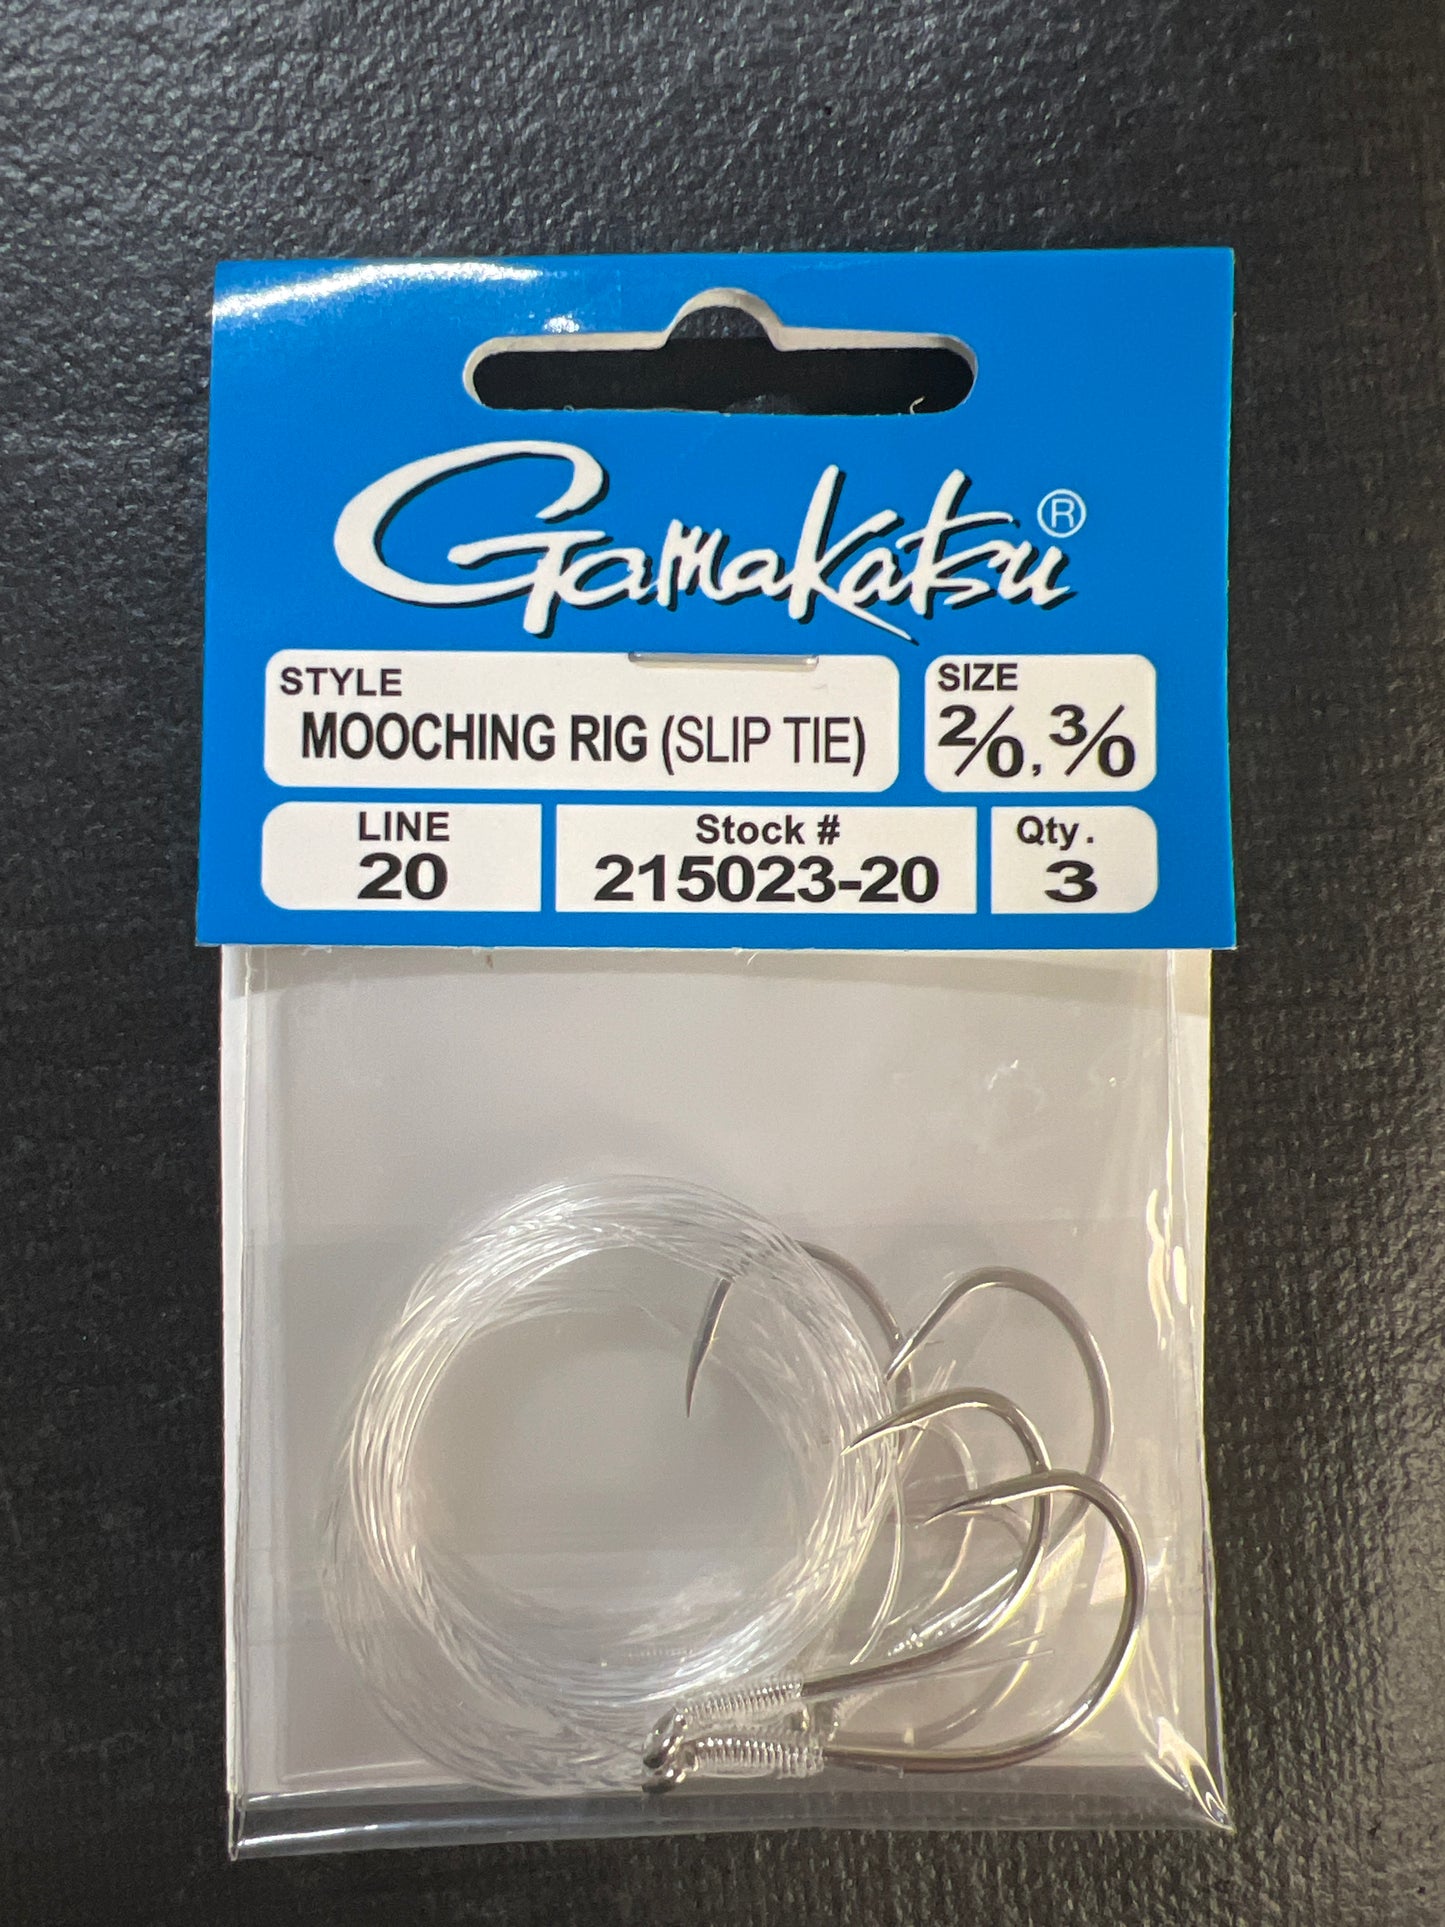 Gamakatsu®
STYLE
MOOCHING RIG (SLIP TIE)
SIZE
2/0, 3/0
LINE
20
Stock #
215023-20
Qty.
3